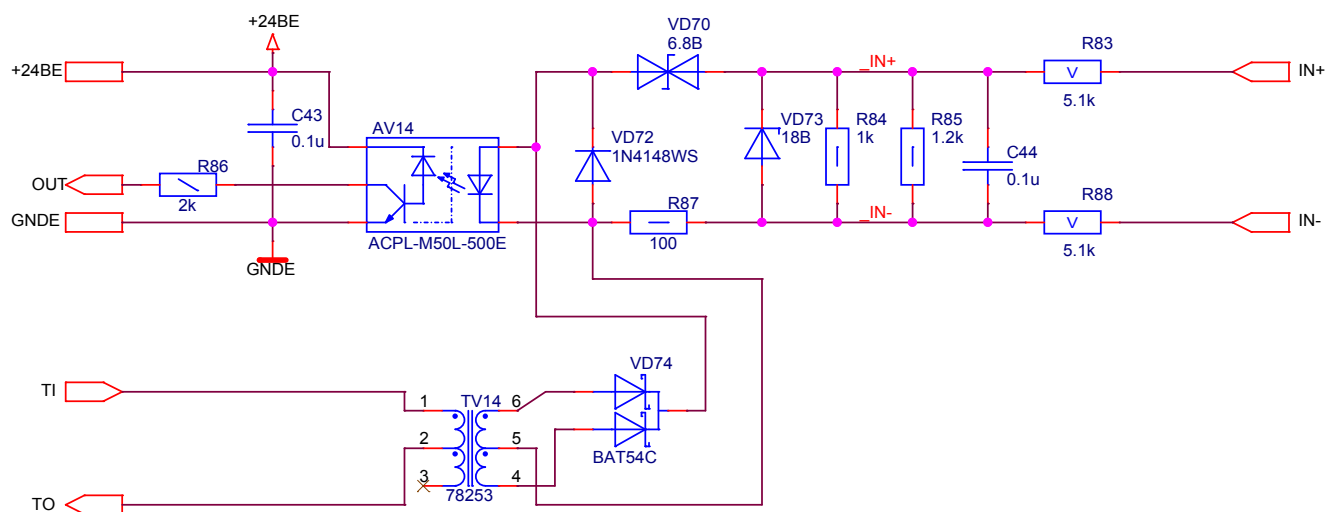 +24BE
VD70
6.8B
R83
+24BE
_IN+
V
IN+
5.1k
C43
0.1u
AV14
VD72
1N4148WS
VD73
18B
R84
1k
R85
1.2k
C44
0.1u
R86
OUT
2k
R87
R88
GNDE
_IN-
V
IN-
ACPL-M50L-500E
100
5.1k
GNDE
VD74
TI
1
TV14
6
2
5
BAT54C
3
4
78253
TO